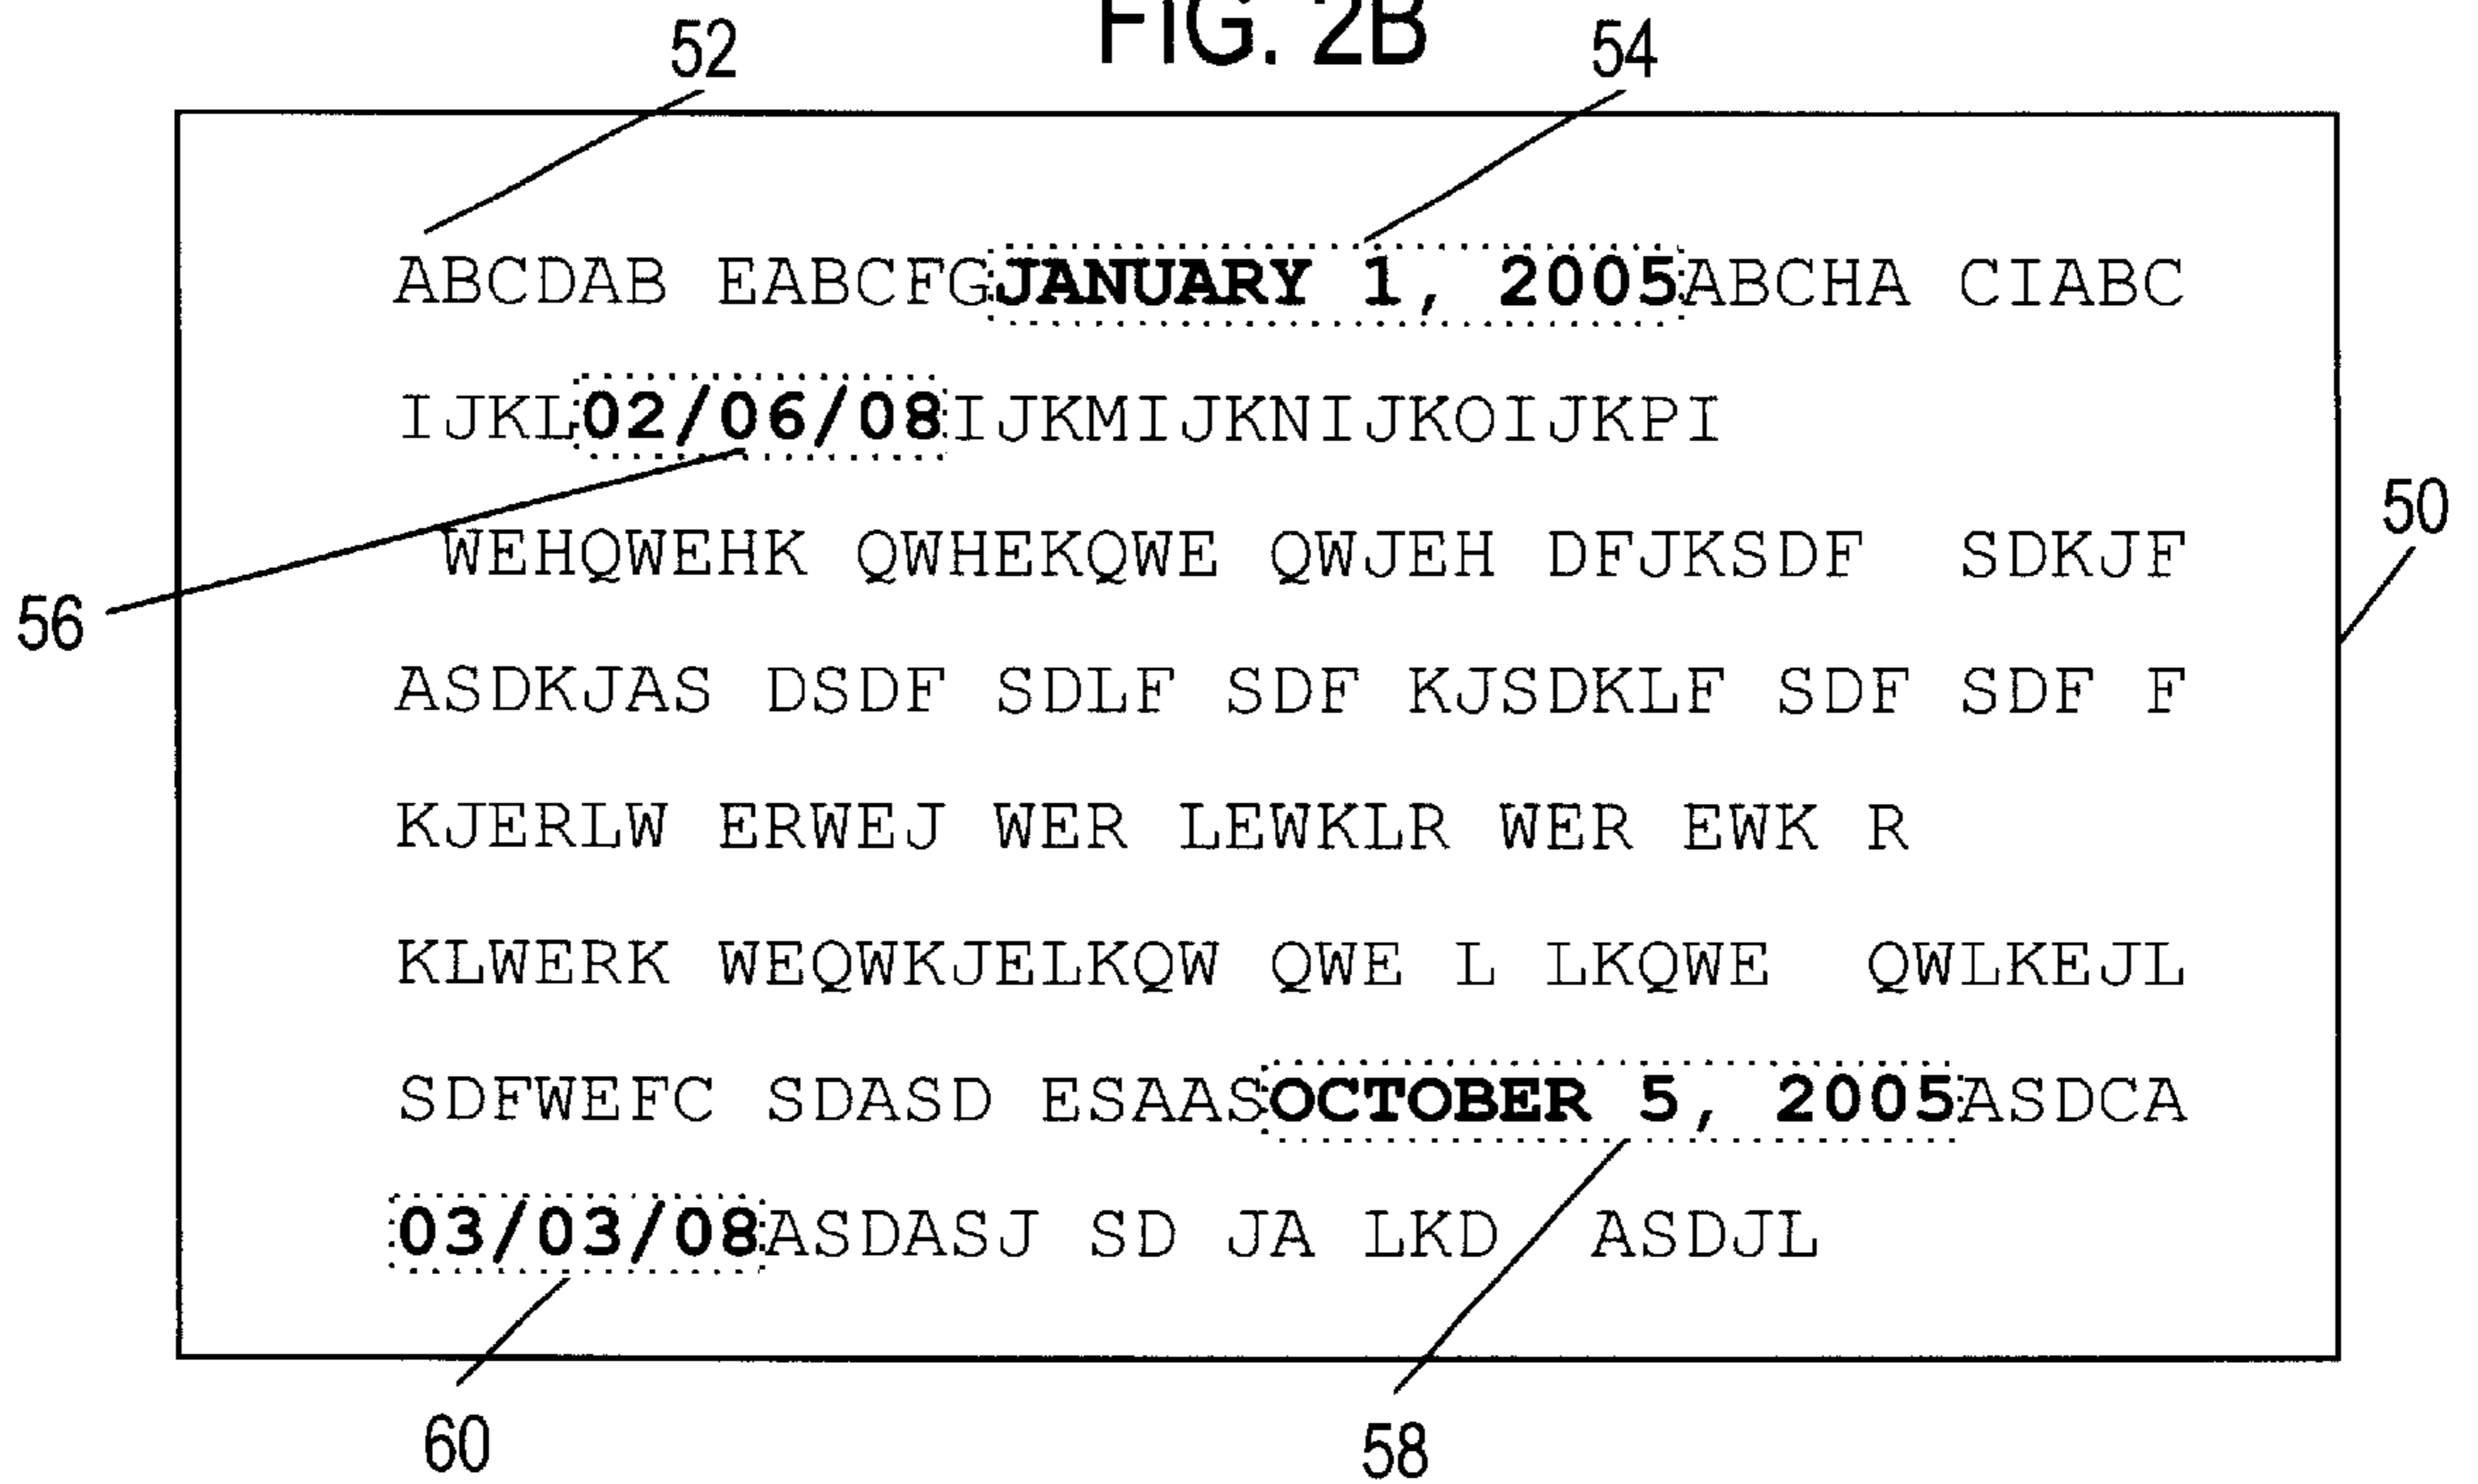 FIG. 2B
52
54
ABCDAB EABCFGJANUARY 1, 2005ABCHA CIABC
IJKL02/06/08IJKMIJKNIJKOIJKPI
50
WEHQWEHK QWHEKQWE QWJEH DFJKSDF SDKJF
56
ASDKJAS DSDF SDLF SDF KJSDKLF SDF SDF F
KJERLW ERWEJ WER LEWKLR WER EWK R
KLWERK WEQWKJELKQW QWE L LKQWE QWLKEJL
SDFWEFC SDASD ESAASOCTOBER 5, 2005ASDCA
03/03/08ASDASJ SD JA LKD ASDJL
60
58